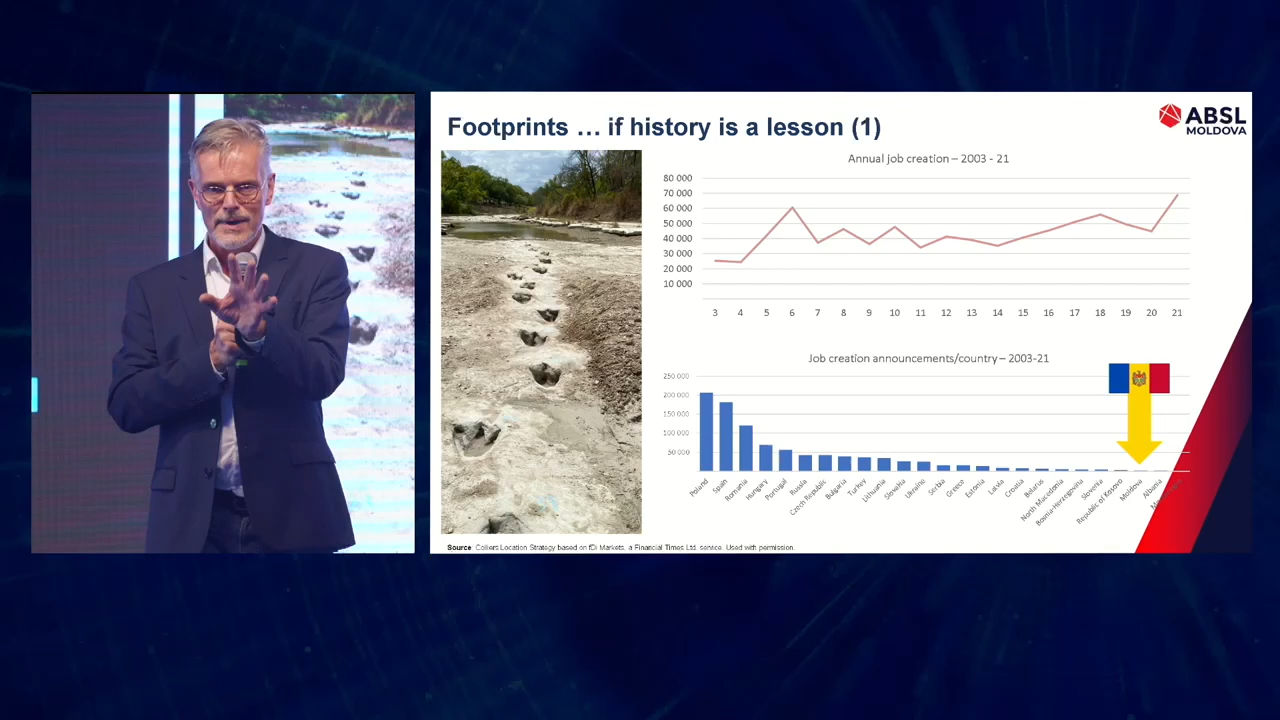 Footprints … if history is a lesson (1)
ABSL
MOLDOVA
Annual job creation – 2003 - 21
80 000
70 000
60 000
50 000
40 000
30 000
20 000
10 000
3 4 5 6 7 8 9 10 11 12 13 14 15 16 17 18 19 20 21
Job creation announcements/country – 2003-21
250 000
200 000
150 000
100 000
50 000
Poland Spain Romania Hungary Portugal Russia Czech Republic Bulgaria Turkey Lithuania Slovakia Ukraine Serbia Greece Estonia Latvia Croatia Belarus North Macedonia Bosnia-Herzegovina Slovenia Republic of Kosovo Moldova Albania
Source: Colliers Location Strategy based on fDi Markets, a Financial Times Ltd. service. Used with permission.